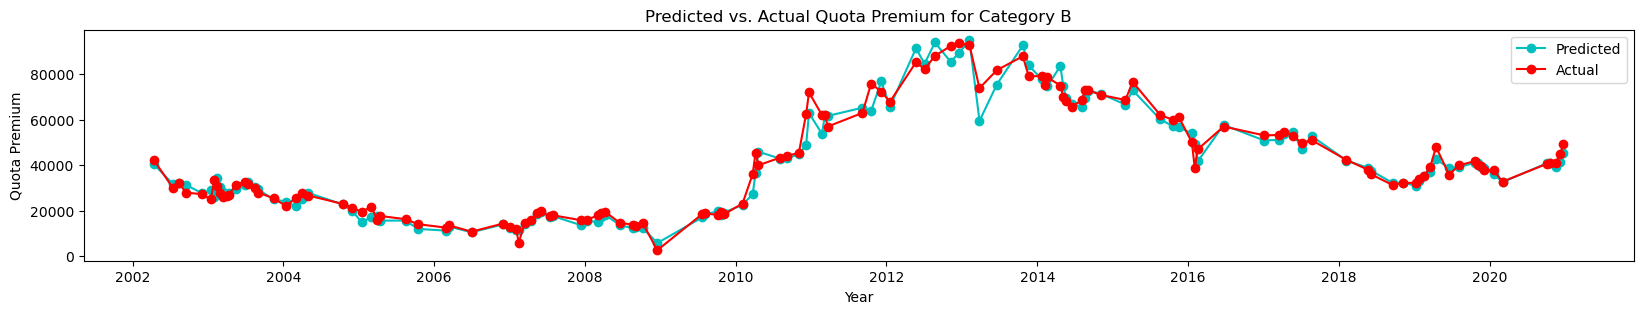 Predicted vs. Actual Quota Premium for Category B
Quota Premium
80000
60000
40000
20000
0
Predicted
Actual
2002 2004 2006 2008 2010 2012 2014 2016 2018 2020
Year